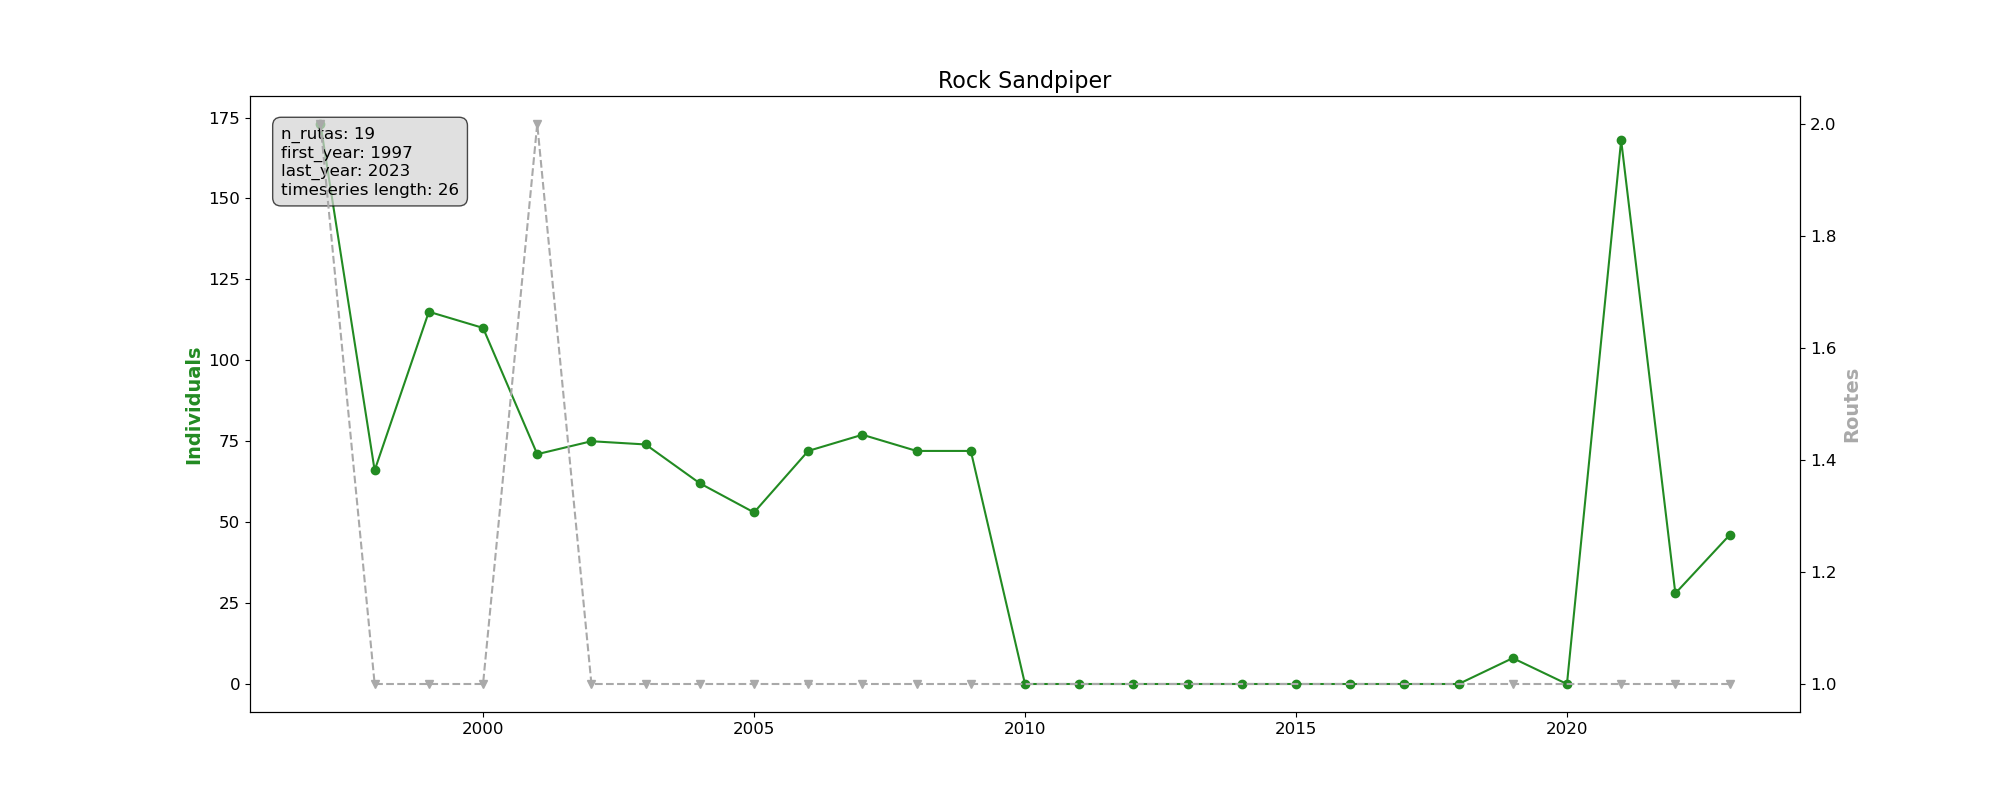 Rock Sandpiper
n_rutas: 19
first_year: 1997
last_year: 2023
timeseries length: 26
Individuals
175
150
125
100
75
50
25
0
2.0
1.8
1.6
1.4
1.2
1.0
Routes
2000
2005
2010
2015
2020